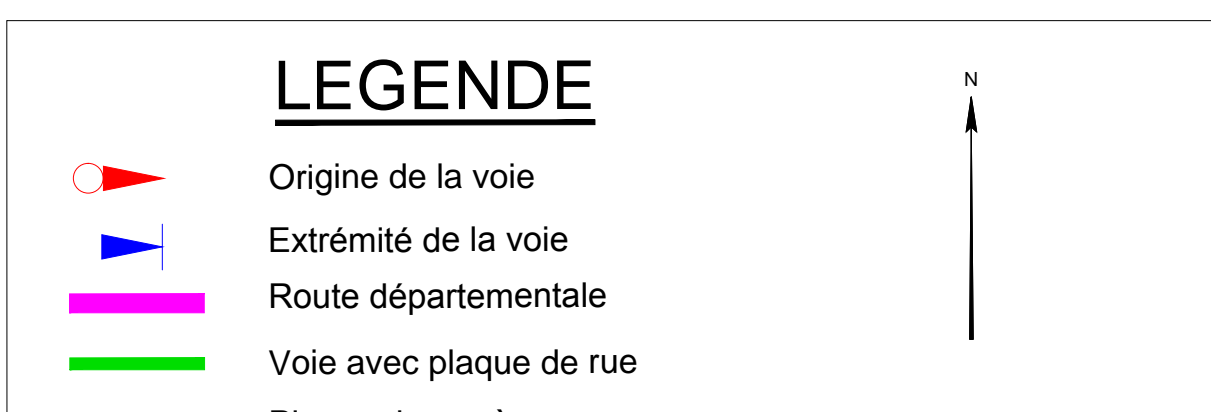 LEGENDE
N
Origine de la voie
Extrémité de la voie
Route départementale
Voie avec plaque de rue